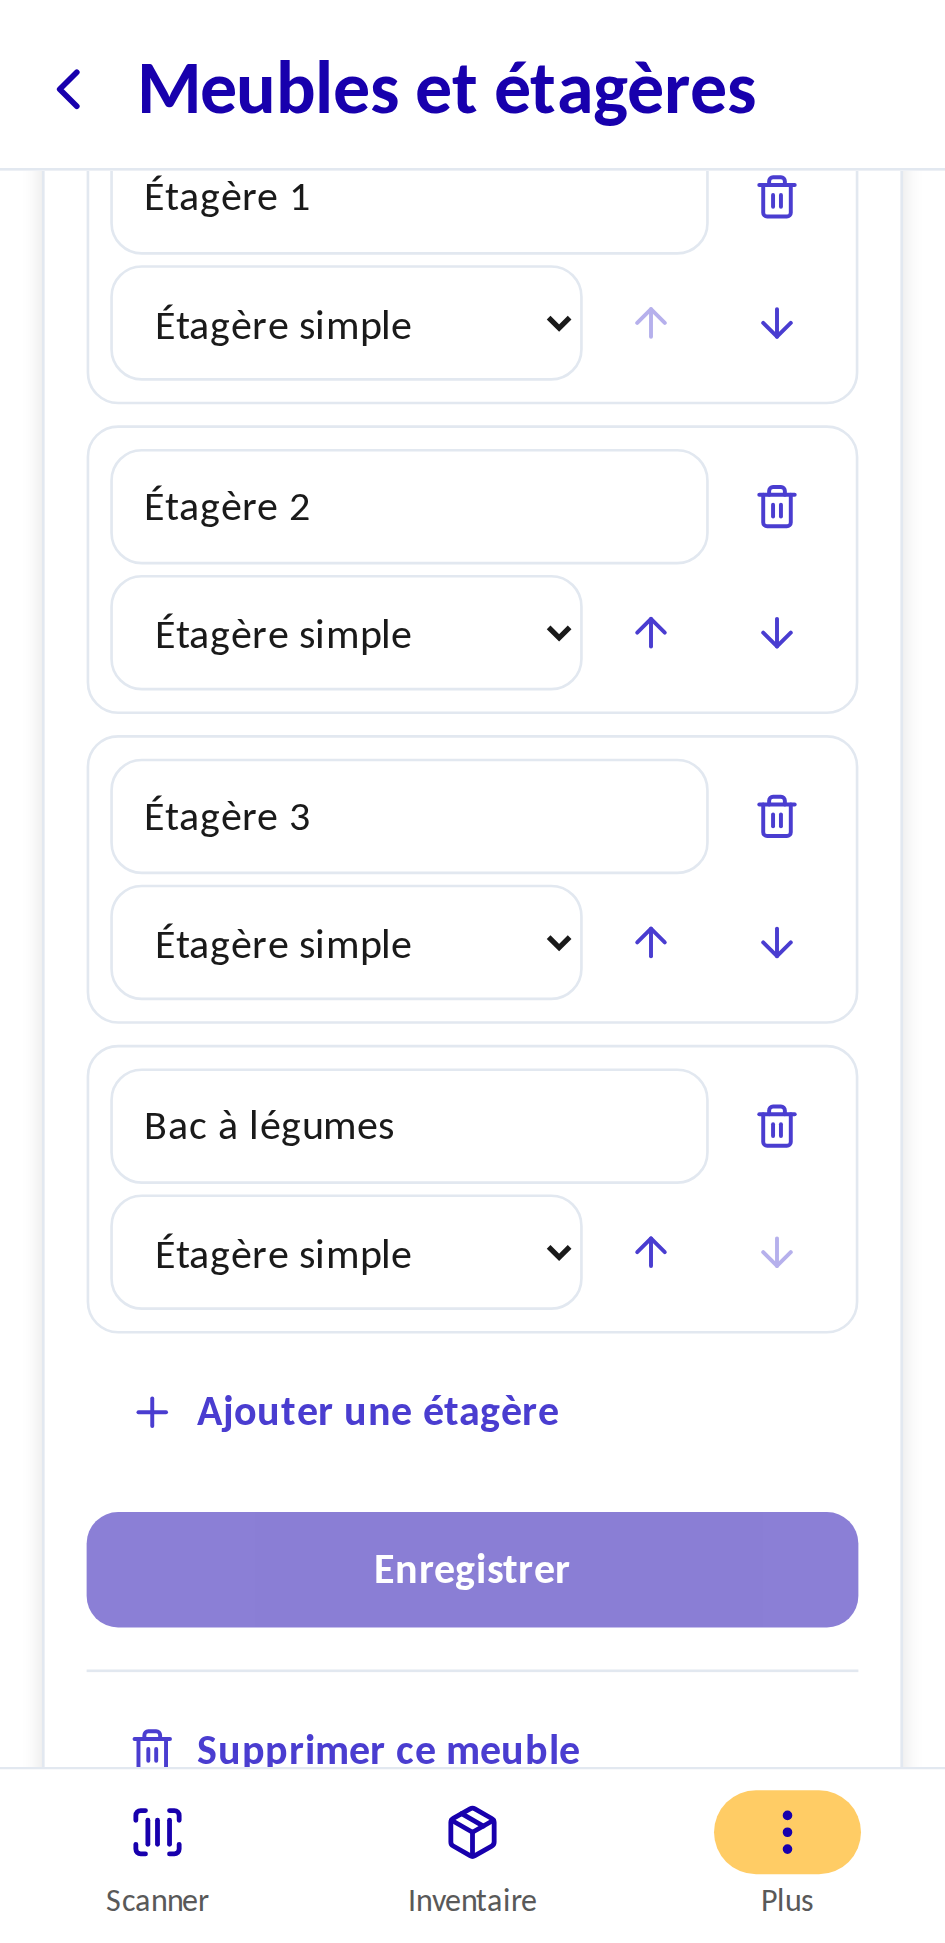 Meubles et étagères
Étagère 1
Étagère simple
Étagère 2
Étagère simple
Étagère 3
Étagère simple
Bac à légumes
Étagère simple
Ajouter une étagère
Enregistrer
Supprimer ce meuble
Scanner
Inventaire
Plus